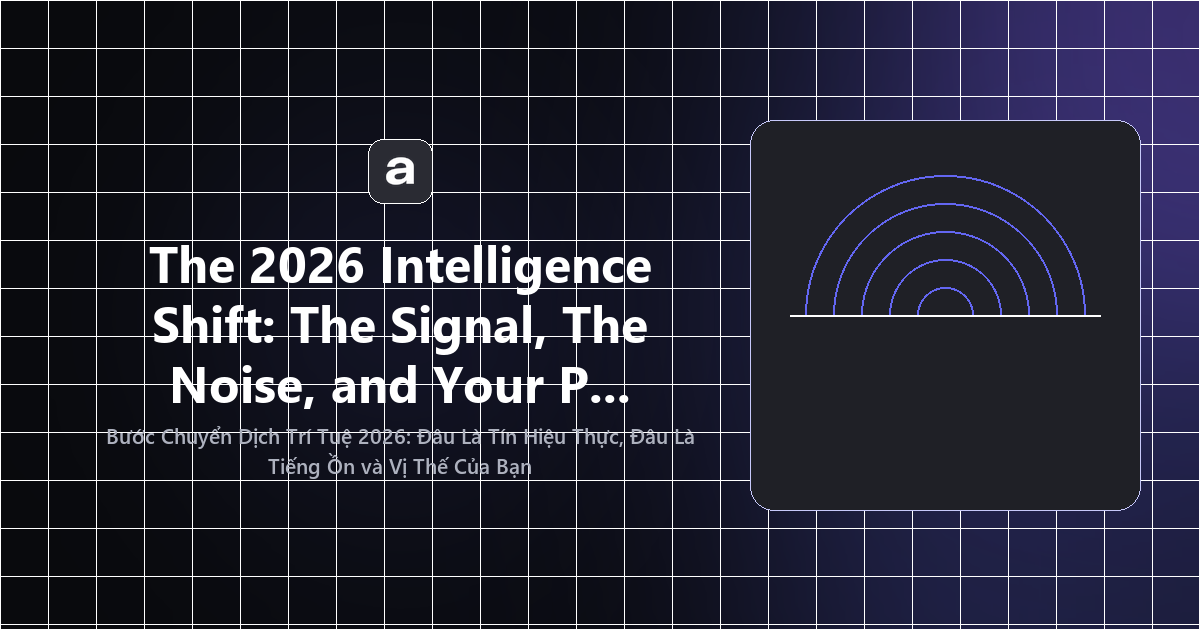 a
The 2026 Intelligence
Shift: The Signal, The
Noise, and Your P...
Bước Chuyển Dịch Trí Tuệ 2026: Đâu Là Tín Hiệu Thực, Đâu Là
Tiếng Ồn và Vị Thế Của Bạn